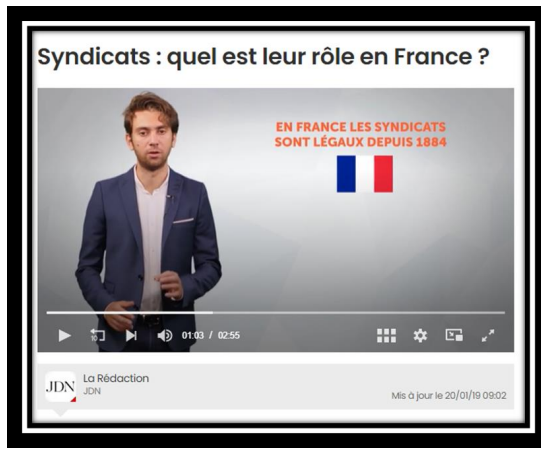 Syndicats : quel est leur rôle en France ?
EN FRANCE LES SYNDICATS
SONT LÉGAUX DEPUIS 1884
10
01:03 / 02:55
JDN
La Rédaction
JDN
Mis à jour le 20/01/19 09:02